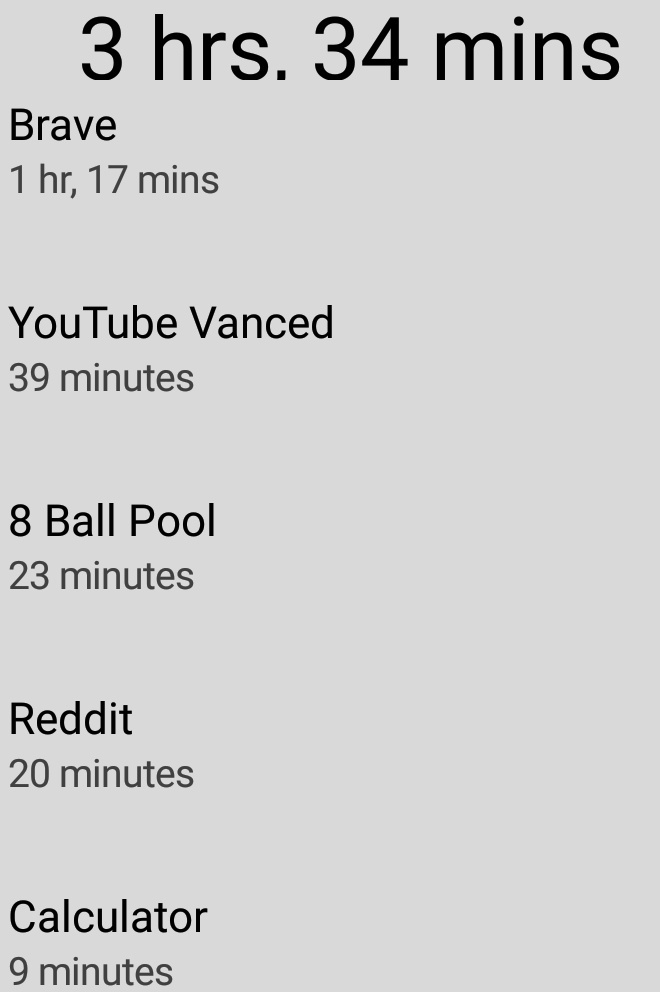 3 hrs. 34 mins
Brave
1 hr, 17 mins
YouTube Vanced
39 minutes
8 Ball Pool
23 minutes
Reddit
20 minutes
Calculator
9 minutes